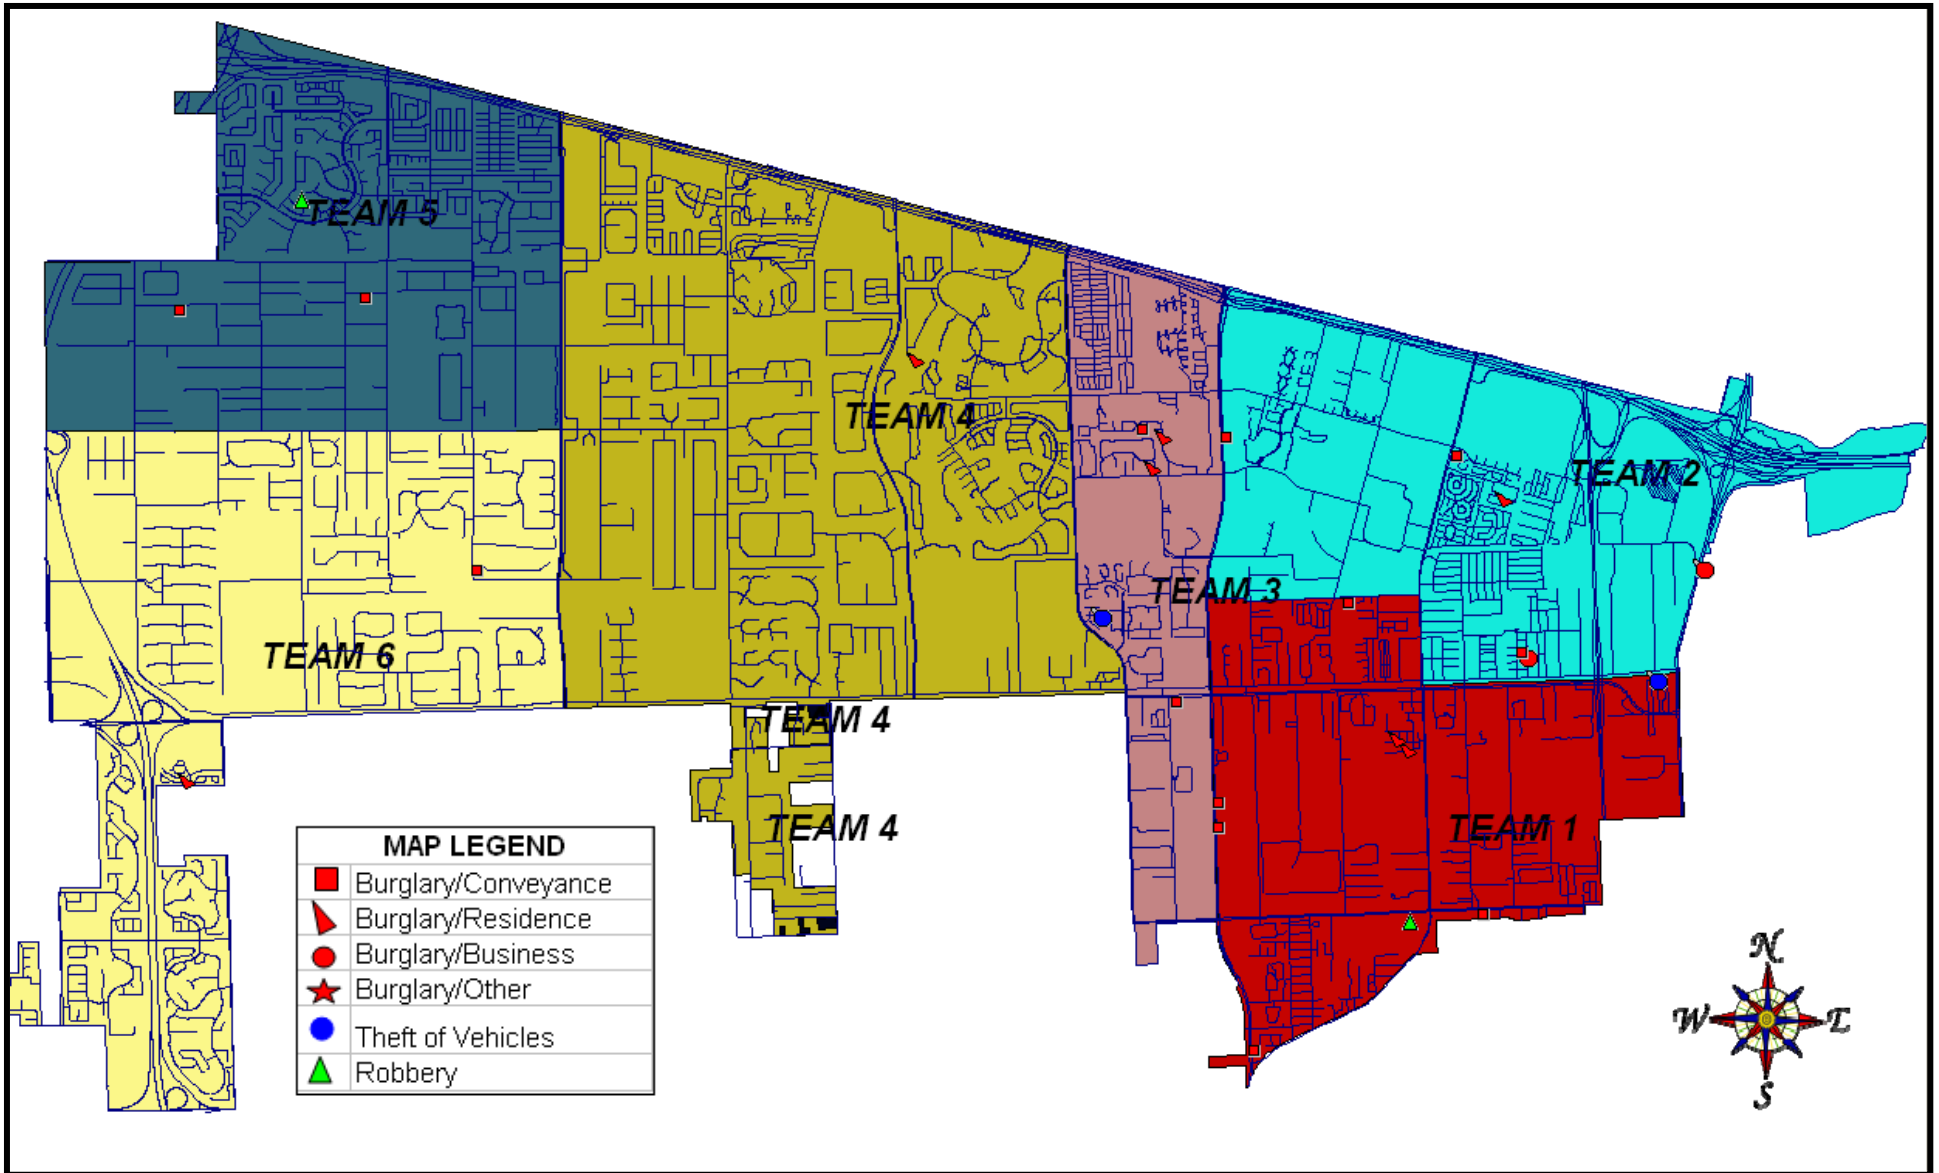 TEAM 5
TEAM 4
TEAM 2
TEAM 3
TEAM 6
TEAM 4
TEAM 4
TEAM 1
MAP LEGEND
Burglary/Conveyance
Burglary/Residence
Burglary/Business
Burglary/Other
Theft of Vehicles
Robbery
N
W
E
S